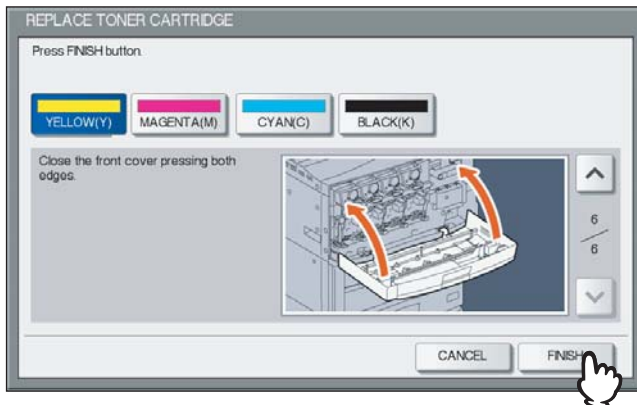 REPLACE TONER CARTRIDGE
Press FINISH button.
YELLOW(Y) MAGENTA(M) CYAN(C) BLACK(K)
Close the front cover pressing both
edges.
6
6
CANCEL FINISH